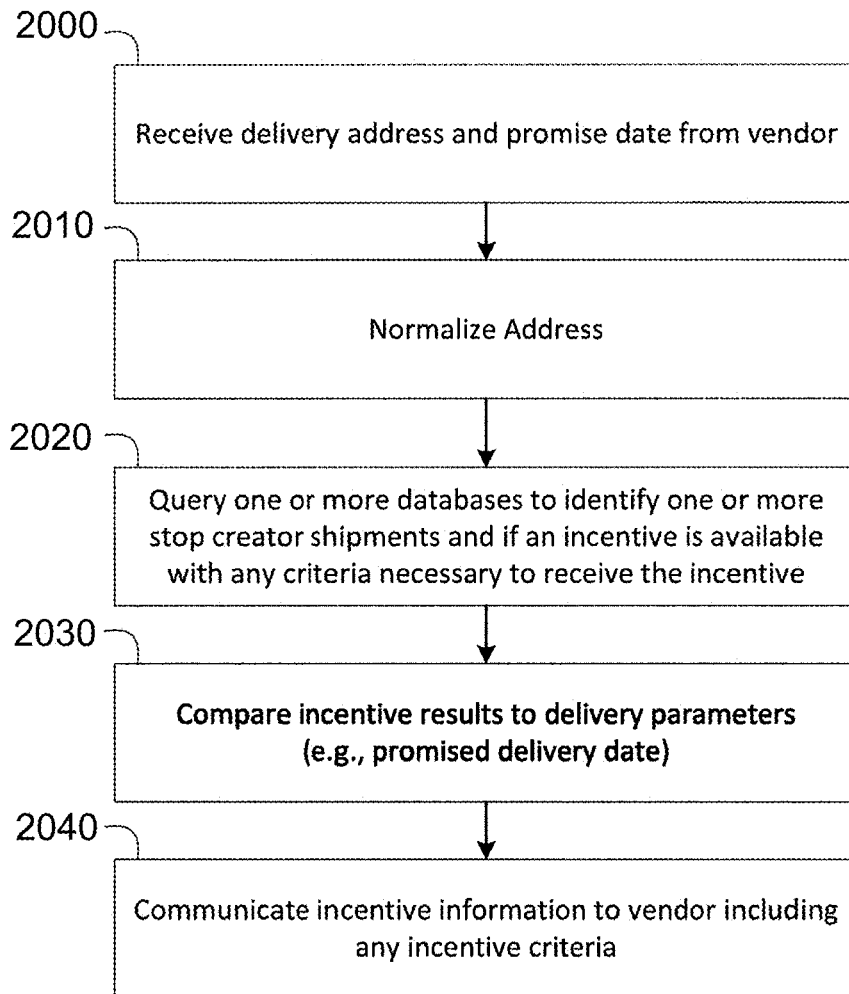 2000
Receive delivery address and promise date from vendor
2010
Normalize Address
2020
Query one or more databases to identify one or more
stop creator shipments and if an incentive is available
with any criteria necessary to receive the incentive
2030
Compare incentive results to delivery parameters
(e.g., promised delivery date)
2040
Communicate incentive information to vendor including
any incentive criteria